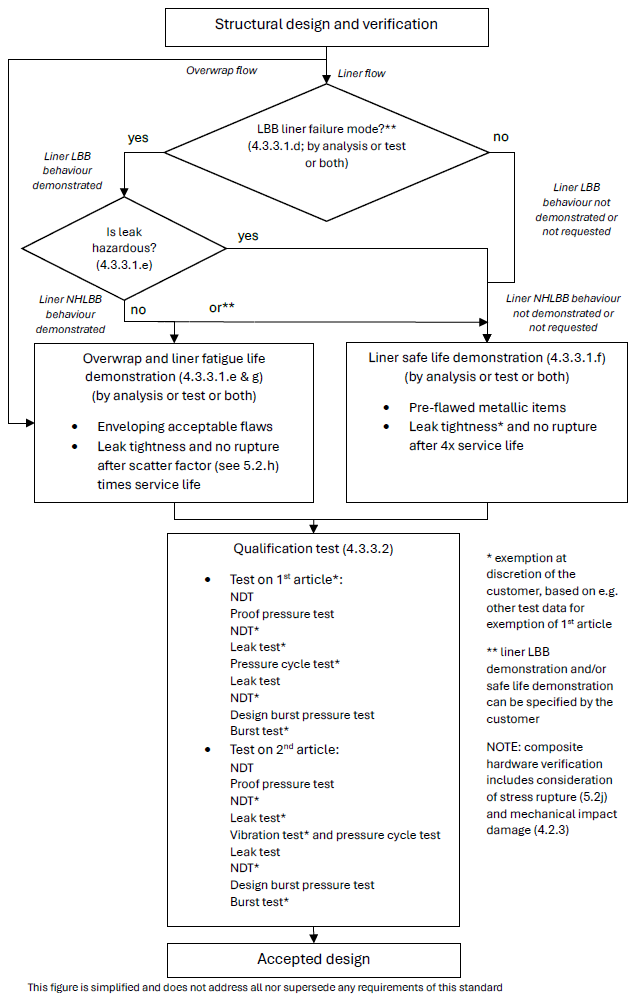 Structural design and verification
Overwrap flow
Liner flow
LBB liner failure mode?**
(4.3.3.1.d; by analysis or test
or both)
yes
no
Liner LBB
behaviour
demonstrated
Liner LBB
behaviour not
demonstrated or
not requested
Is leak
hazardous?
(4.3.3.1.e)
yes
Liner NHLBB
behaviour
demonstrated
no
or**
Liner NHLBB behaviour
not demonstrated or
not requested
Overwrap and liner fatigue life
demonstration (4.3.3.1.e & g)
(by analysis or test or both)
• Enveloping acceptable flaws
• Leak tightness and no rupture
after scatter factor (see 5.2.h)
times service life
Liner safe life demonstration (4.3.3.1.f)
(by analysis or test or both)
• Pre-flawed metallic items
• Leak tightness* and no rupture
after 4x service life
Qualification test (4.3.3.2)
• Test on 1st article*:
NDT
Proof pressure test
NDT*
Leak test*
Pressure cycle test*
Leak test
NDT*
Design burst pressure test
Burst test*
• Test on 2nd article:
NDT
Proof pressure test
NDT*
Leak test*
Vibration test* and pressure cycle test
Leak test
NDT*
Design burst pressure test
Burst test*
* exemption at
discretion of the
customer, based on e.g.
other test data for
exemption of 1st article
** liner LBB
demonstration and/or
safe life demonstration
can be specified by the
customer
NOTE: composite
hardware verification
includes consideration
of stress rupture (5.2j)
and mechanical impact
damage (4.2.3)
Accepted design
This figure is simplified and does not address all nor supersede any requirements of this standard